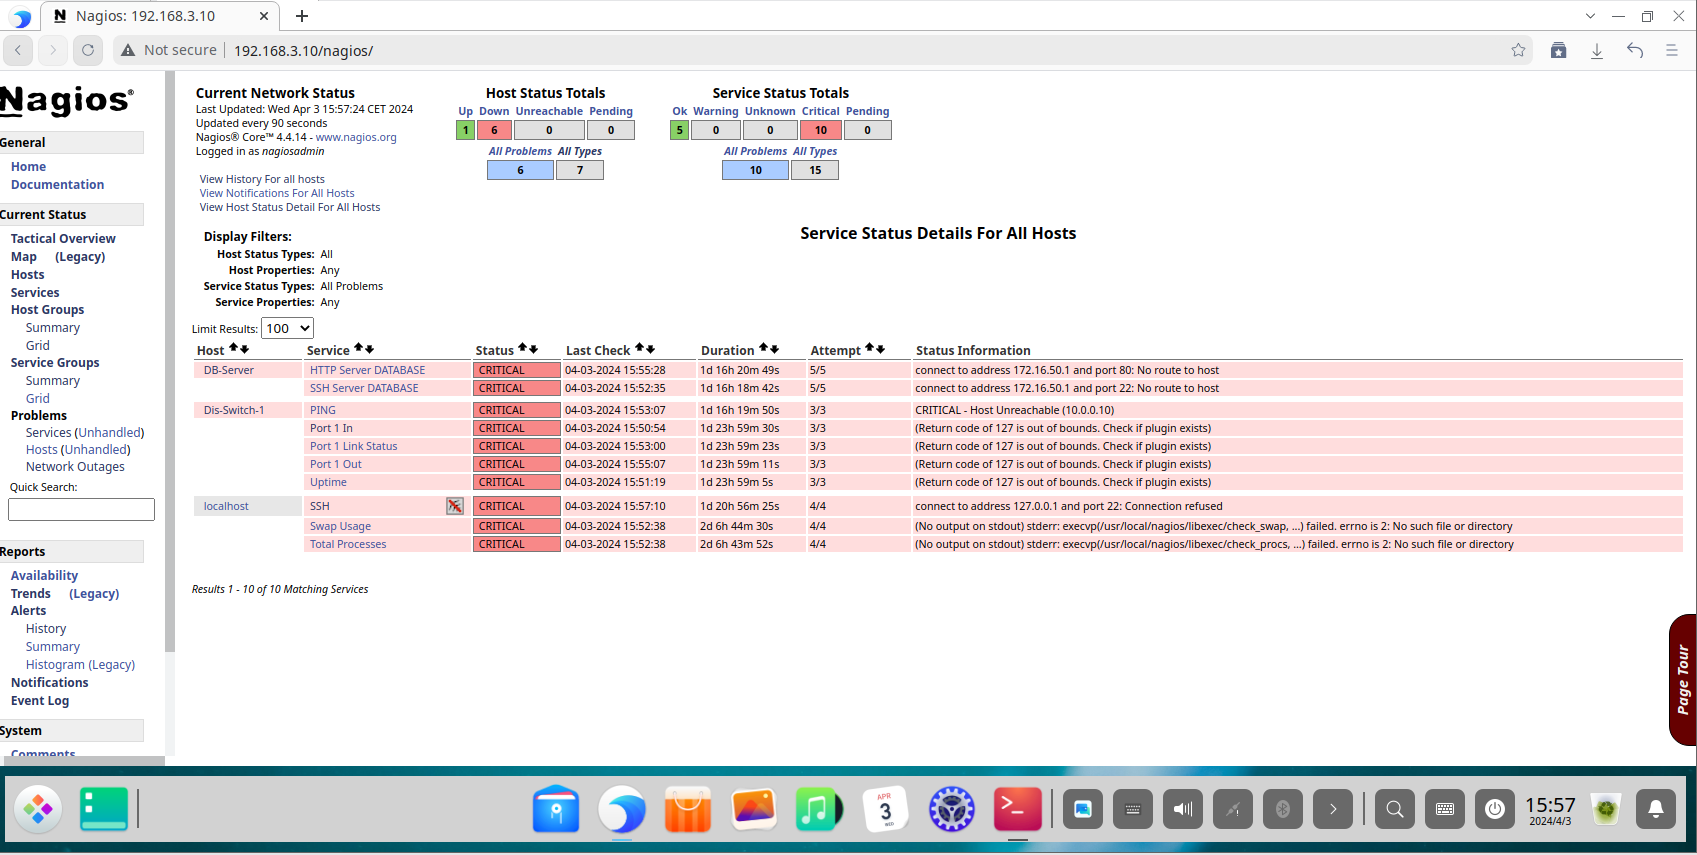 Nagios: 192.168.3.10
Not secure
192.168.3.10/nagios/
Nagios®
General
Home
Documentation
Current Status
Tactical Overview
Map (Legacy)
Hosts
Services
Host Groups
Summary
Grid
Service Groups
Summary
Grid
Problems
Services (Unhandled)
Hosts (Unhandled)
Network Outages
Quick Search:
Reports
Availability
Trends (Legacy)
Alerts
History
Summary
Histogram (Legacy)
Notifications
Event Log
System
Comments
Current Network Status
Last Updated: Wed Apr 3 15:57:24 CET 2024
Updated every 90 seconds
Nagios® Core™ 4.4.14 - www.nagios.org
Logged in as nagiosadmin
View History For all hosts
View Notifications For All Hosts
View Host Status Detail For All Hosts
Host Status Totals
Up Down Unreachable Pending
1 6 0 0
All Problems All Types
6 7
Service Status Totals
Ok Warning Unknown Critical Pending
5 0 0 10 0
All Problems All Types
10 15
Display Filters:
Host Status Types: All
Host Properties: Any
Service Status Types: All Problems
Service Properties: Any
Service Status Details For All Hosts
Limit Results: 100
Host Service Status Last Check Duration Attempt Status Information
DB-Server HTTP Server DATABASE CRITICAL 04-03-2024 15:55:28 1d 16h 20m 49s 5/5 connect to address 172.16.50.1 and port 80: No route to host
SSH Server DATABASE CRITICAL 04-03-2024 15:52:35 1d 16h 18m 42s 5/5 connect to address 172.16.50.1 and port 22: No route to host
Dis-Switch-1 PING CRITICAL 04-03-2024 15:53:07 1d 16h 19m 50s 3/3 CRITICAL - Host Unreachable (10.0.0.10)
Port 1 In CRITICAL 04-03-2024 15:50:54 1d 23h 59m 30s 3/3 (Return code of 127 is out of bounds. Check if plugin exists)
Port 1 Link Status CRITICAL 04-03-2024 15:53:00 1d 23h 59m 23s 3/3 (Return code of 127 is out of bounds. Check if plugin exists)
Port 1 Out CRITICAL 04-03-2024 15:55:07 1d 23h 59m 11s 3/3 (Return code of 127 is out of bounds. Check if plugin exists)
Uptime CRITICAL 04-03-2024 15:51:19 1d 23h 59m 5s 3/3 (Return code of 127 is out of bounds. Check if plugin exists)
localhost SSH CRITICAL 04-03-2024 15:57:10 1d 20h 56m 25s 4/4 connect to address 127.0.0.1 and port 22: Connection refused
Swap Usage CRITICAL 04-03-2024 15:52:38 2d 6h 44m 30s 4/4 (No output on stdout) stderr: execvp(/usr/local/nagios/libexec/check_swap, ...) failed. errno is 2: No such file or directory
Total Processes CRITICAL 04-03-2024 15:52:38 2d 6h 43m 52s 4/4 (No output on stdout) stderr: execvp(/usr/local/nagios/libexec/check_procs, ...) failed. errno is 2: No such file or directory
Results 1 - 10 of 10 Matching Services
Page Tour
APR
3
WED
15:57
2024/4/3